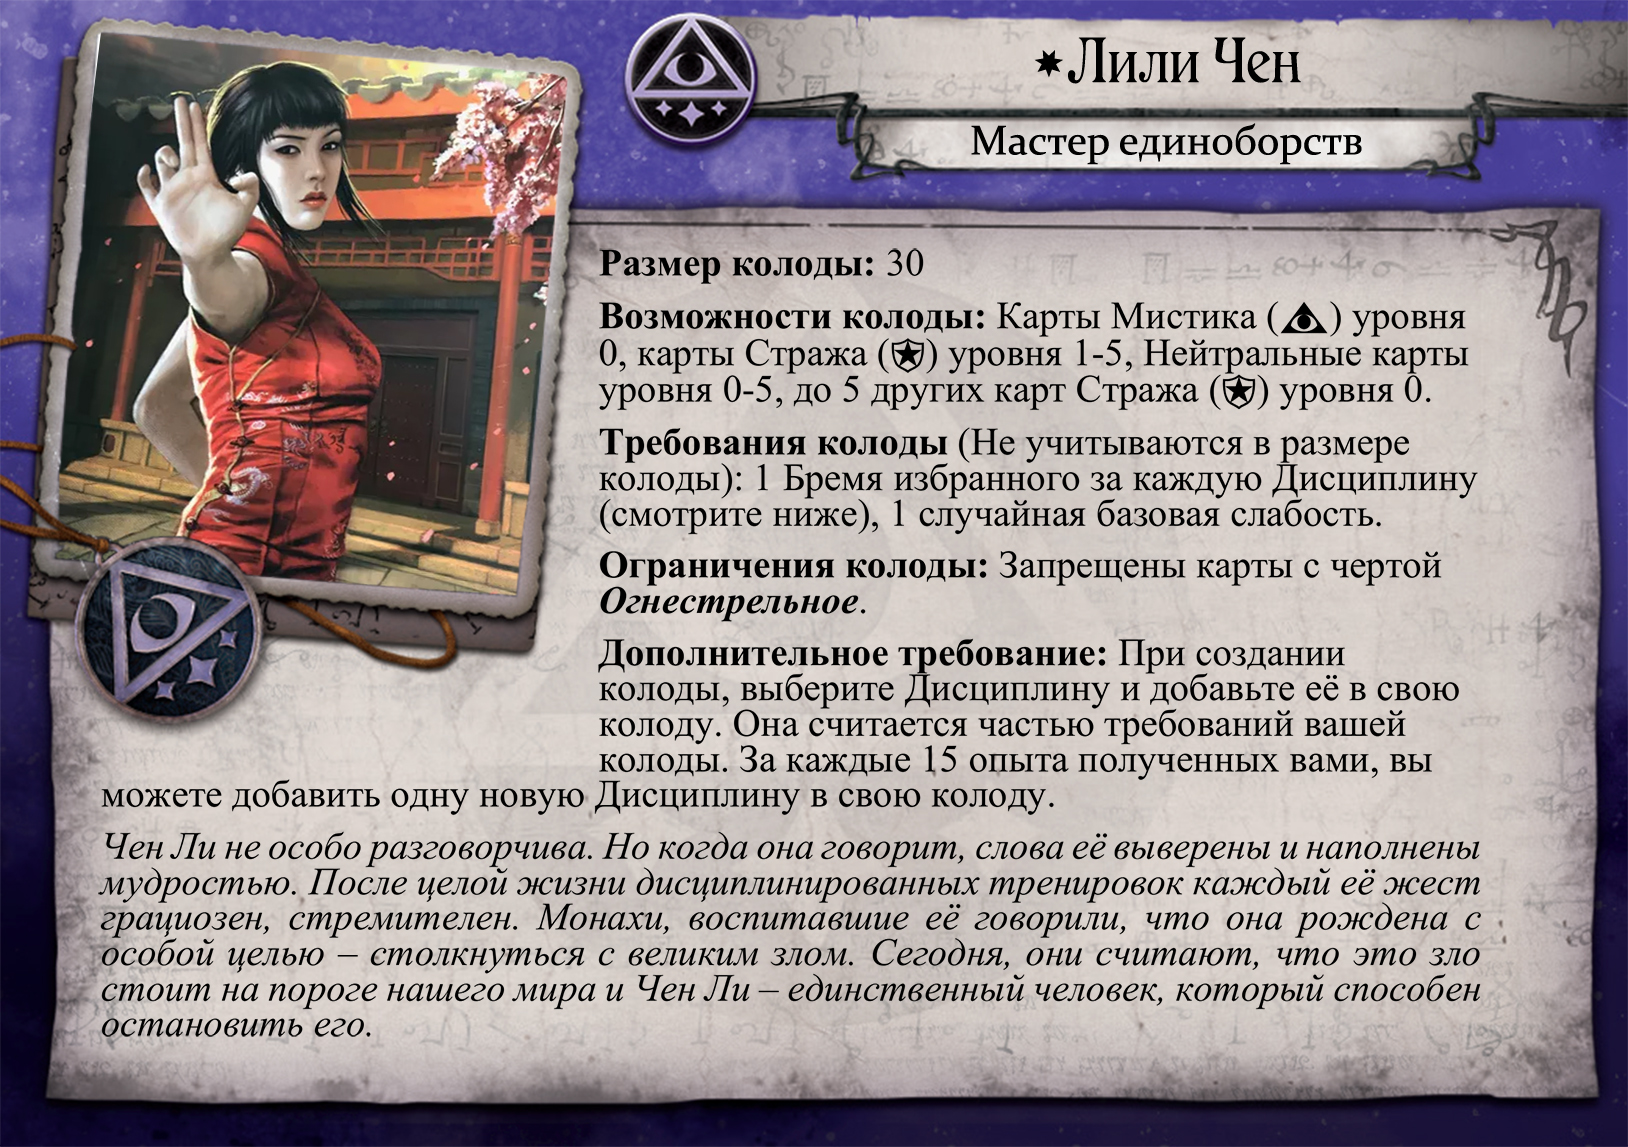 Лили Чен
Мастер единоборств
Размер колоды: 30
Возможности колоды: Карты Мистика () уровня
0, карты Стража () уровня 1-5, Нейтральные карты
уровня 0-5, до 5 других карт Стража () уровня 0.
Требования колоды (Не учитываются в размере
колоды): 1 Бремя избранного за каждую Дисциплину
(смотрите ниже), 1 случайная базовая слабость.
Ограничения колоды: Запрещены карты с чертой
Огнестрельное.
Дополнительное требование: При создании
колоды, выберите Дисциплину и добавьте её в свою
колоду. Она считается частью требований вашей
колоды. За каждые 15 опыта полученных вами, вы
можете добавить одну новую Дисциплину в свою колоду.
Чен Ли не особо разговорчива. Но когда она говорит, слова её выверены и наполнены
мудростью. После целой жизни дисциплинированных тренировок каждый её жест
грациозен, стремителен. Монахи, воспитавшие её говорили, что она рождена с
особой целью – столкнуться с великим злом. Сегодня, они считают, что это зло
стоит на пороге нашего мира и Чен Ли – единственный человек, который способен
остановить его.